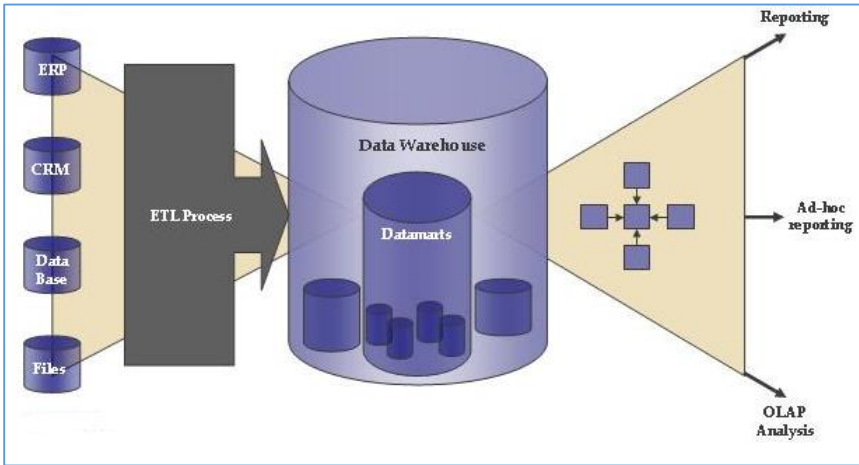 ERP
CRM
Data
Base
Files
ETL Process
Data Warehouse
Datamarts
Reporting
Ad-hoc
reporting
OLAP
Analysis